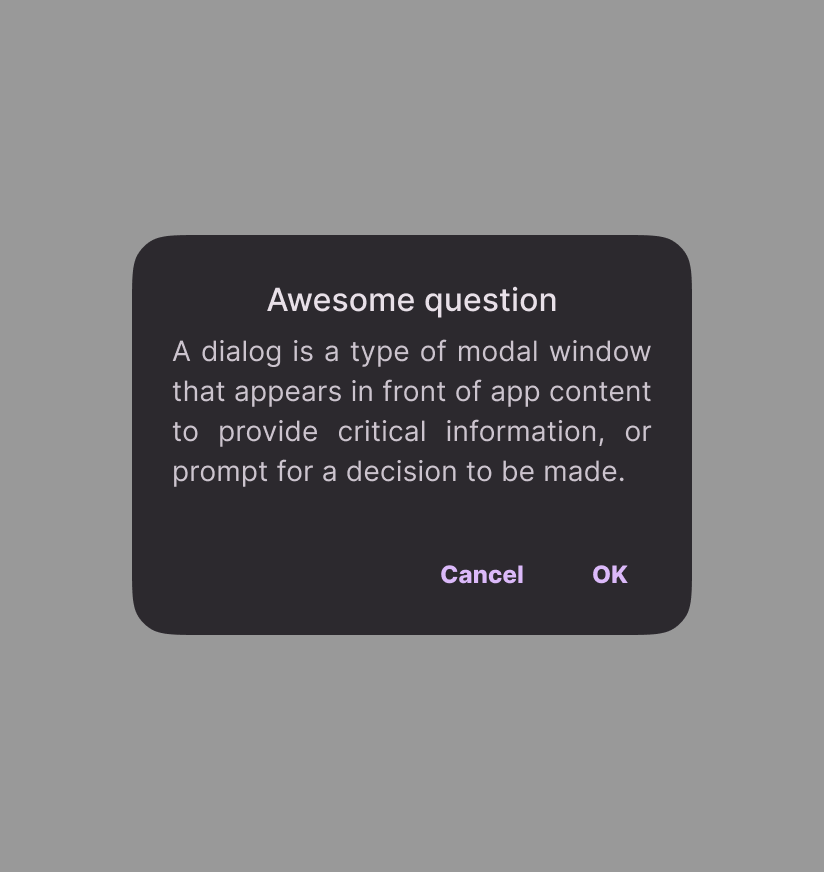 Awesome question
A dialog is a type of modal window
that appears in front of app content
to provide critical information, or
prompt for a decision to be made.
Cancel OK